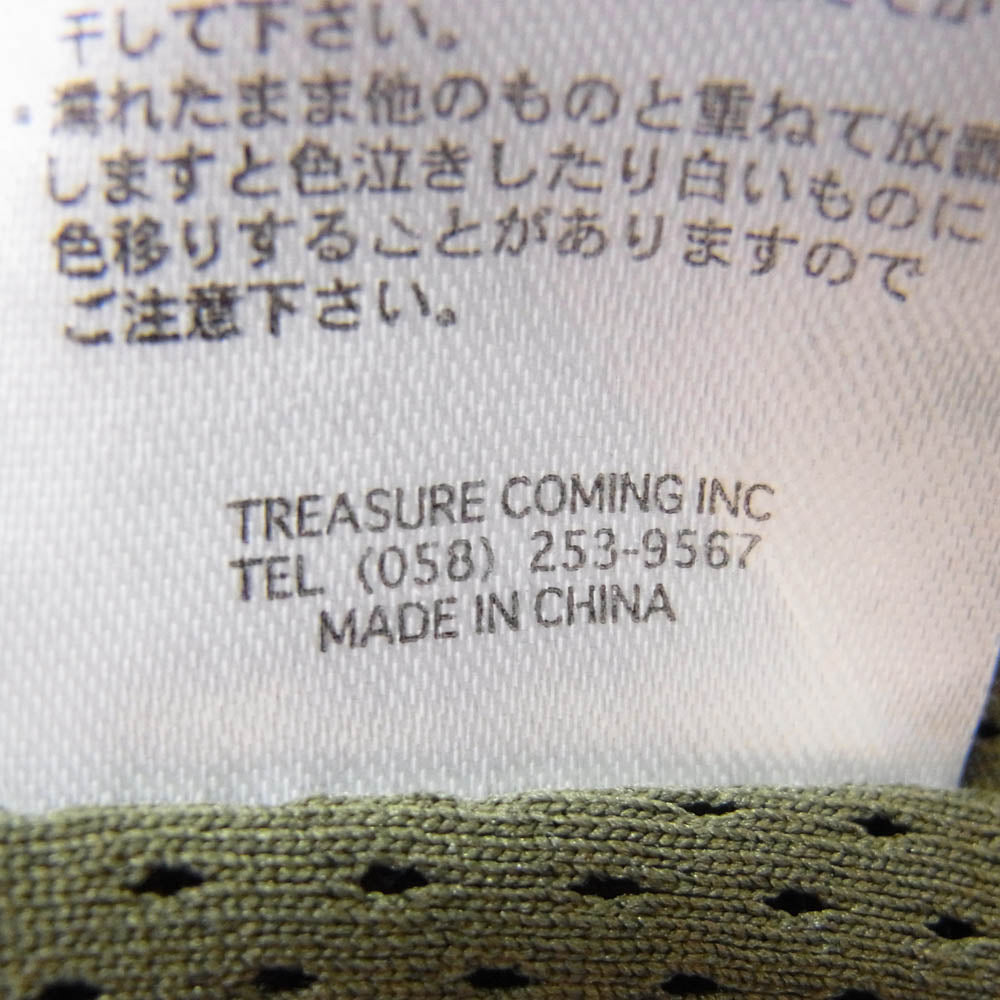 干して下さい。
・濡れたまま他のものと重ねて放置
しますと色泣きしたり白いものに
色移りすることがありますので
ご注意下さい。
TREASURE COMING INC
TEL (058) 253-9567
MADE IN CHINA